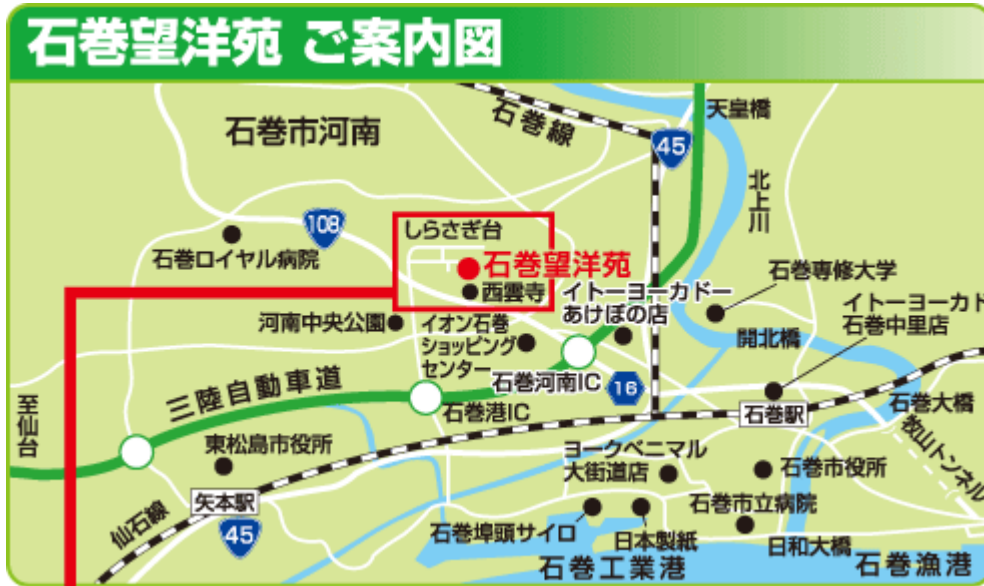 石巻望洋苑 ご案内図
石巻市河南
石巻線
45
天皇橋
北上川
108
しらさぎ台
石巻ロイヤル病院
石巻望洋苑
西雲寺
イトーヨーカドー
あけぼの店
石巻専修大学
イトーヨーカド
石巻中里店
河南中央公園
イオン石巻
ショッピング
センター
開北橋
石巻河南IC
16
三陸自動車道
石巻港IC
至仙台
石巻駅
石巻大橋
牧山トンネル
東松島市役所
ヨークベニマル
大街道店
石巻市役所
矢本駅
仙石線
45
石巻埠頭サイロ
日本製紙
石巻市立病院
日和大橋
石巻工業港
石巻漁港